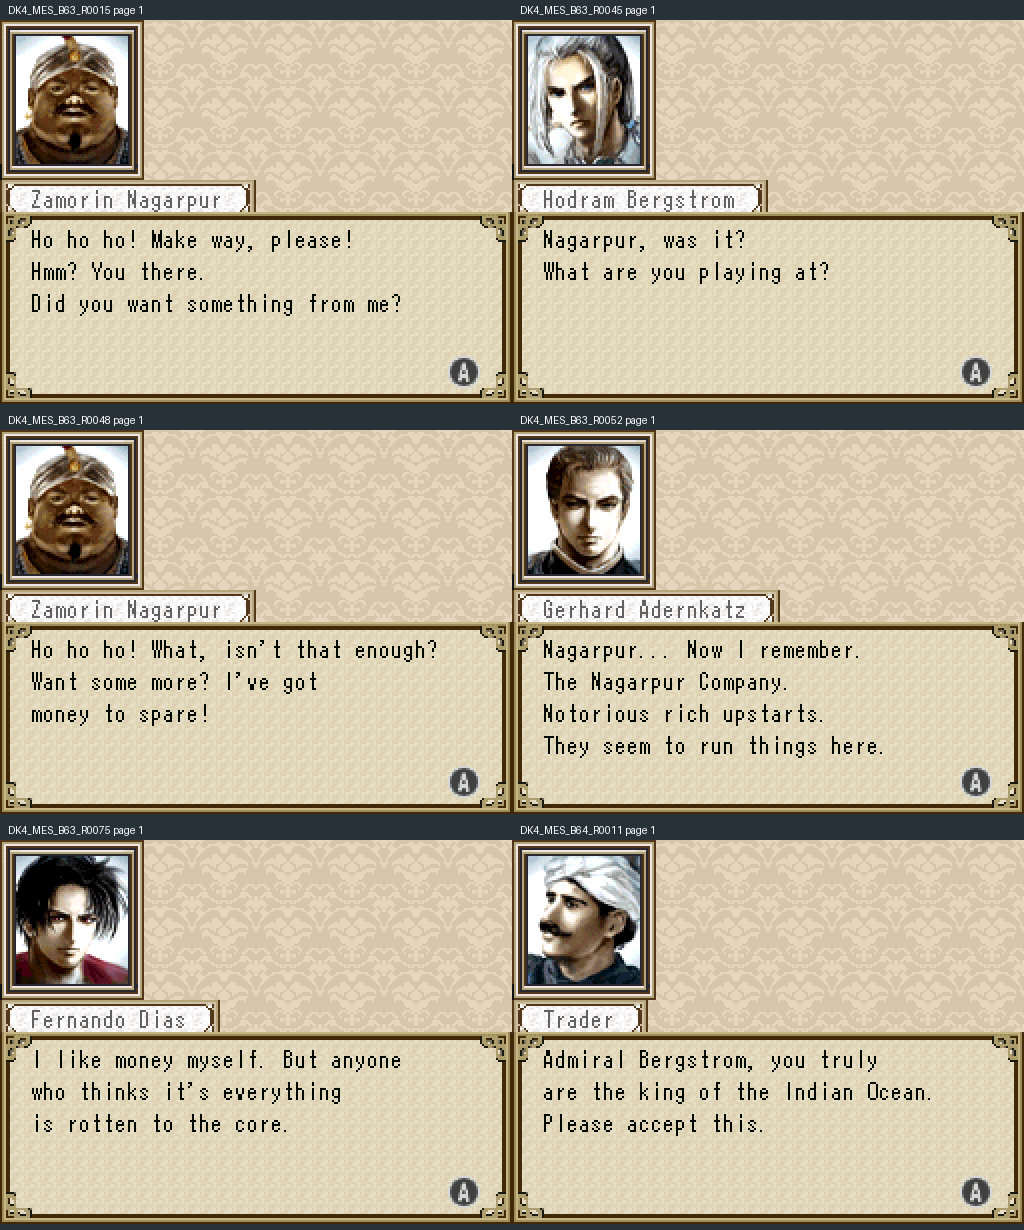 DK4_MES_B63_R0015 page 1
Zamorin Nagarpur
Ho ho ho! Make way, please!
Hmm? You there.
Did you want something from me?
A
DK4_MES_B63_R0045 page 1
Hodram Bergstrom
Nagarpur, was it?
What are you playing at?
A
DK4_MES_B63_R0048 page 1
Zamorin Nagarpur
Ho ho ho! What, isn't that enough?
Want some more? I've got
money to spare!
A
DK4_MES_B63_R0052 page 1
Gerhard Adernkatz
Nagarpur... Now I remember.
The Nagarpur Company.
Notorious rich upstarts.
They seem to run things here.
A
DK4_MES_B63_R0075 page 1
Fernando Dias
I like money myself. But anyone
who thinks it's everything
is rotten to the core.
A
DK4_MES_B64_R0011 page 1
Trader
Admiral Bergstrom, you truly
are the king of the Indian Ocean.
Please accept this.
A